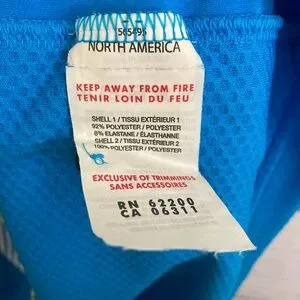 565495
NORTH AMERICA
KEEP AWAY FROM FIRE
TENIR LOIN DU FEU
SHELL 1 / TISSU EXTÉRIEUR 1
92% POLYESTER / POLYESTER
8% ELASTANE / ÉLASTHANNE
SHELL 2 / TISSU EXTÉRIEUR 2
100% POLYESTER / POLYESTER
EXCLUSIVE OF TRIMMINGS
SANS ACCESSOIRES
RN 62200
CA 06311